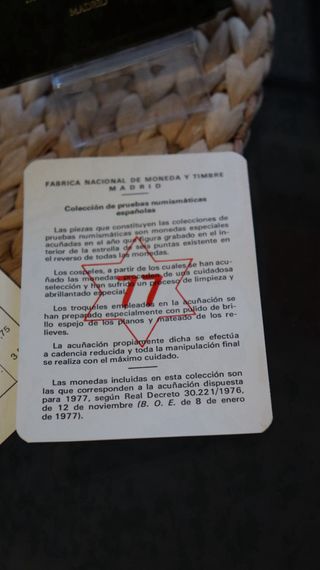 MADRID
FABRICA NACIONAL DE MONEDA Y TIMBRE
MADRID
Colección de pruebas numismáticas
españolas
Las piezas que constituyen las colecciones de
pruebas numismáticas son monedas especiales
acuñadas en el año que figura grabado en el in-
terior de la estrella de seis puntas existente en
el reverso de todas las monedas.
Los cospeles, a partir de los cuales se han acu-
ñado las monedas, proceden de una cuidadosa
selección y han sufrido un proceso de limpieza y
abrillantado especial.
77
Los troqueles empleados en la acuñación se
han preparado especialmente con pulido de bri-
llo espejo de los planos y mateado de los re-
lieves.
La acuñación propiamente dicha se efectúa
a cadencia reducida y toda la manipulación final
se realiza con el máximo cuidado.
Las monedas incluidas en esta colección son
las que corresponden a la acuñación dispuesta
para 1977, según Real Decreto 30.221/1976,
de 12 de noviembre (B. O. E. de 8 de enero
de 1977).